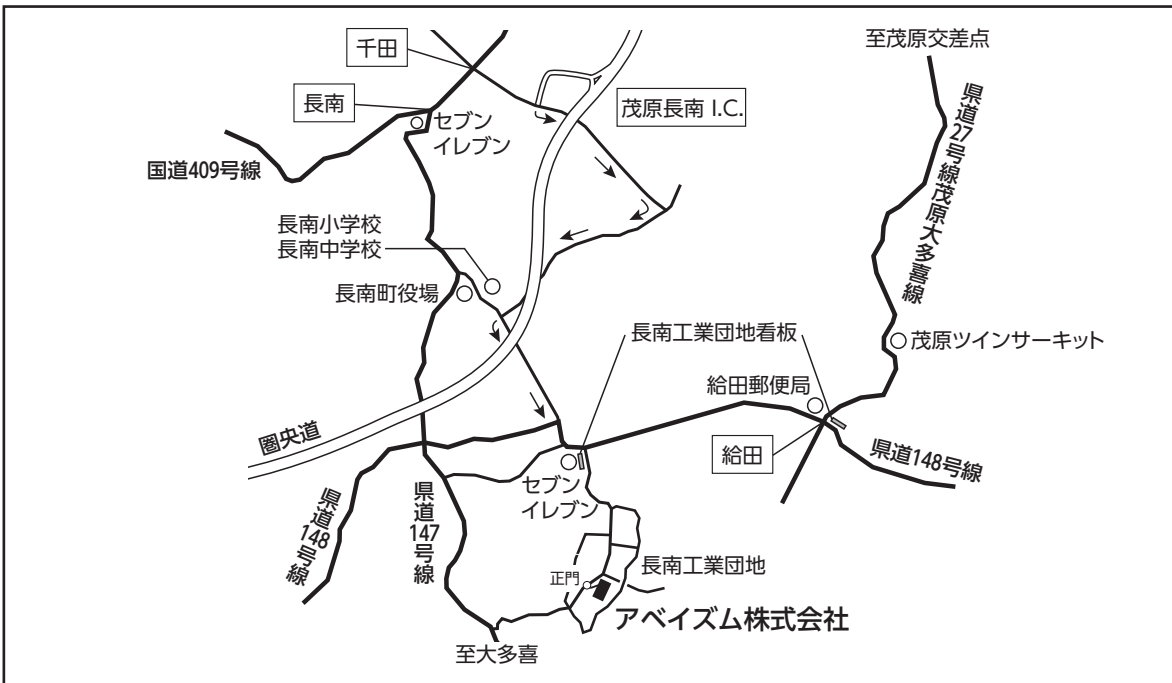 千田
長南
セブン
イレブン
国道409号線
茂原長南 I.C.
至茂原交差点
県道27号線茂原大多喜線
長南小学校
長南中学校
長南町役場
長南工業団地看板
茂原ツインサーキット
給田郵便局
圏央道
給田
県道148号線
セブン
イレブン
県道148号線
県道147号線
正門
長南工業団地
アベイズム株式会社
至大多喜